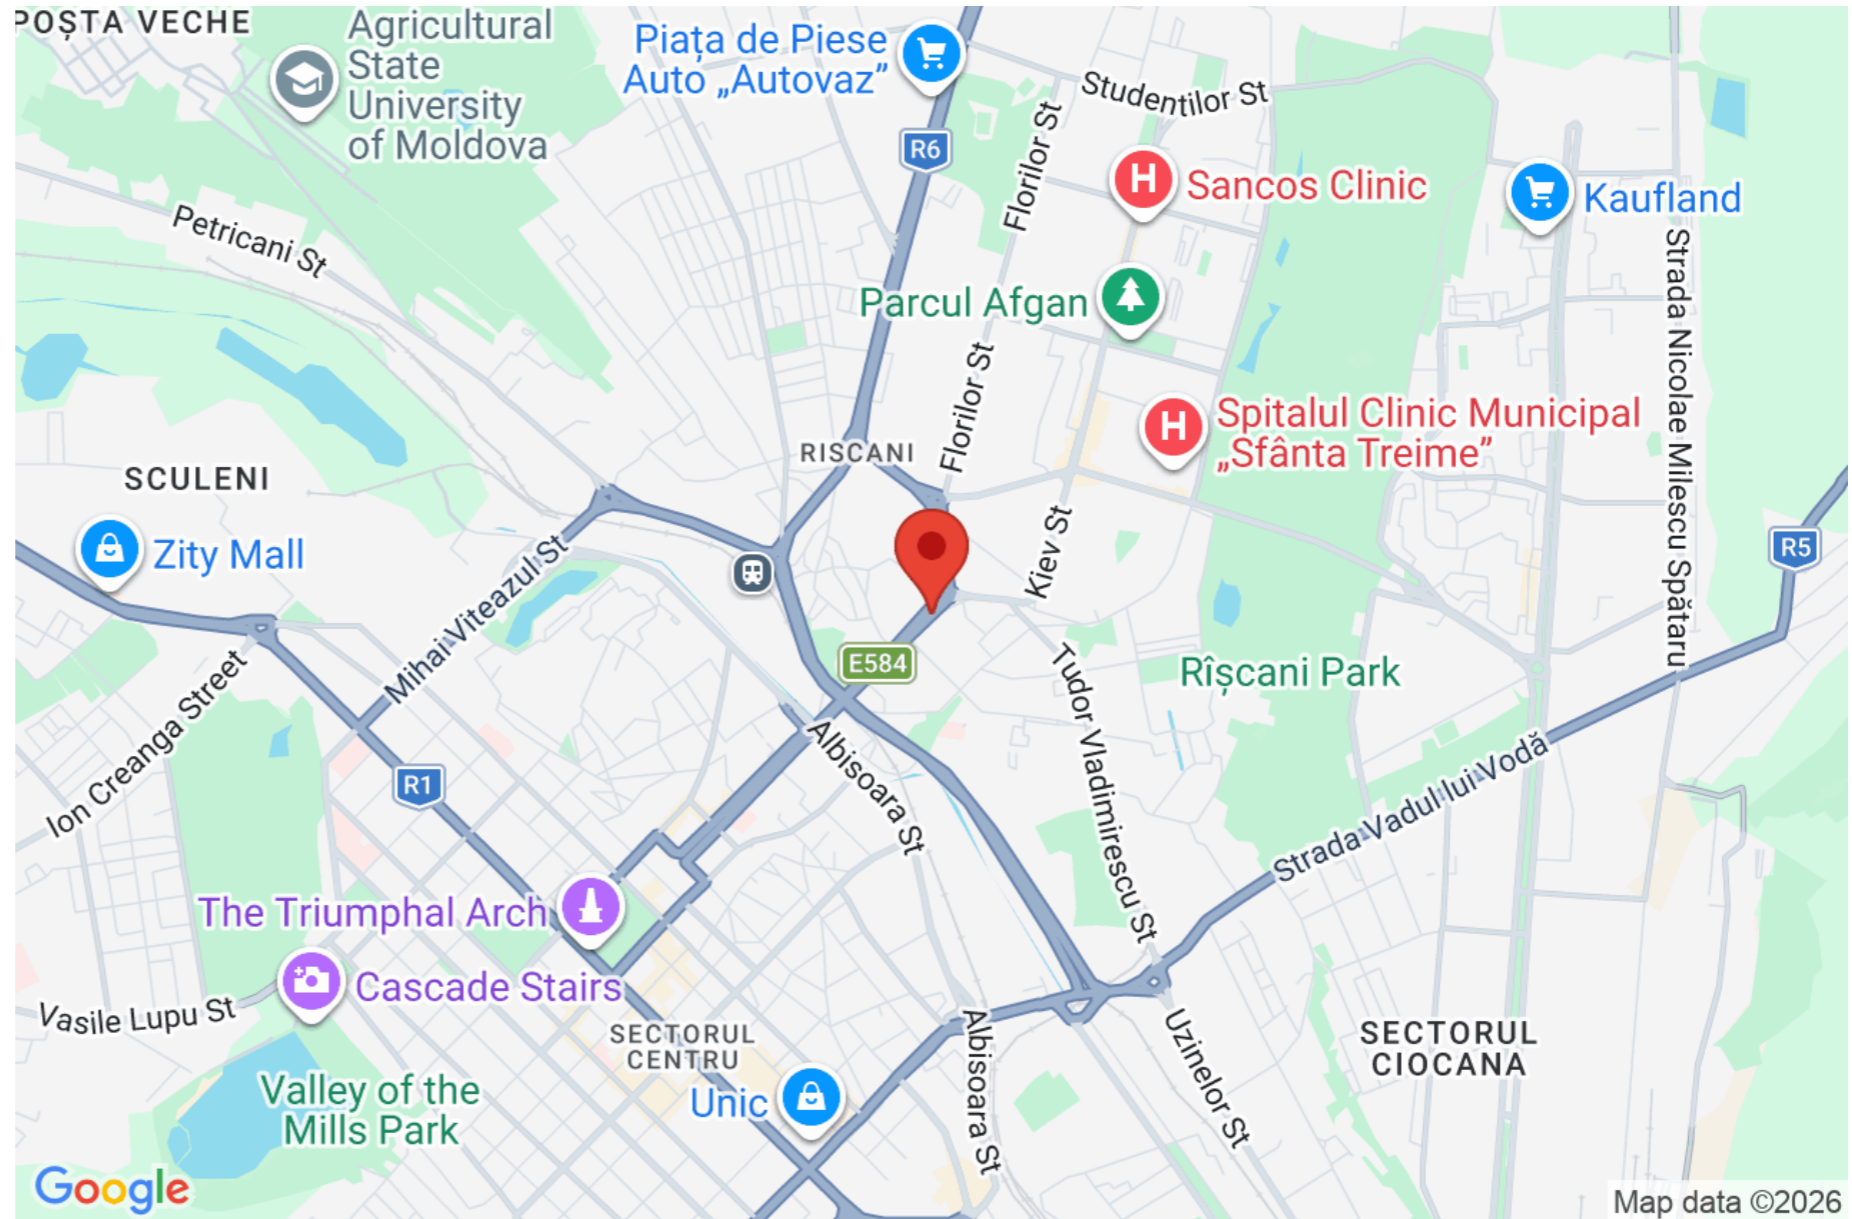 POȘTA VECHE
Agricultural
State
University
of Moldova
Piața de Piese
Auto „Autovaz”
R6
Studentilor St
Florilor St
Sancos Clinic
Kaufland
Petricani St
Parcul Afgan
Strada Nicolae Milescu Spătaru
Florilor St
Spitalul Clinic Municipal
„Sfânta Treime”
RISCANI
SCULENI
Zity Mall
Mihai Viteazul St
Kiev St
R5
E584
Rîșcani Park
Ion Creanga Street
Tudor Vladimirescu St
Albisoara St
R1
Strada Vadul lui Vodă
The Triumphal Arch
Cascade Stairs
Vasile Lupu St
SECTORUL
CENTRU
Albisoara St
Uzinelor St
SECTORUL
CIOCANA
Valley of the
Mills Park
Unic
Google
Map data ©2026
H
H